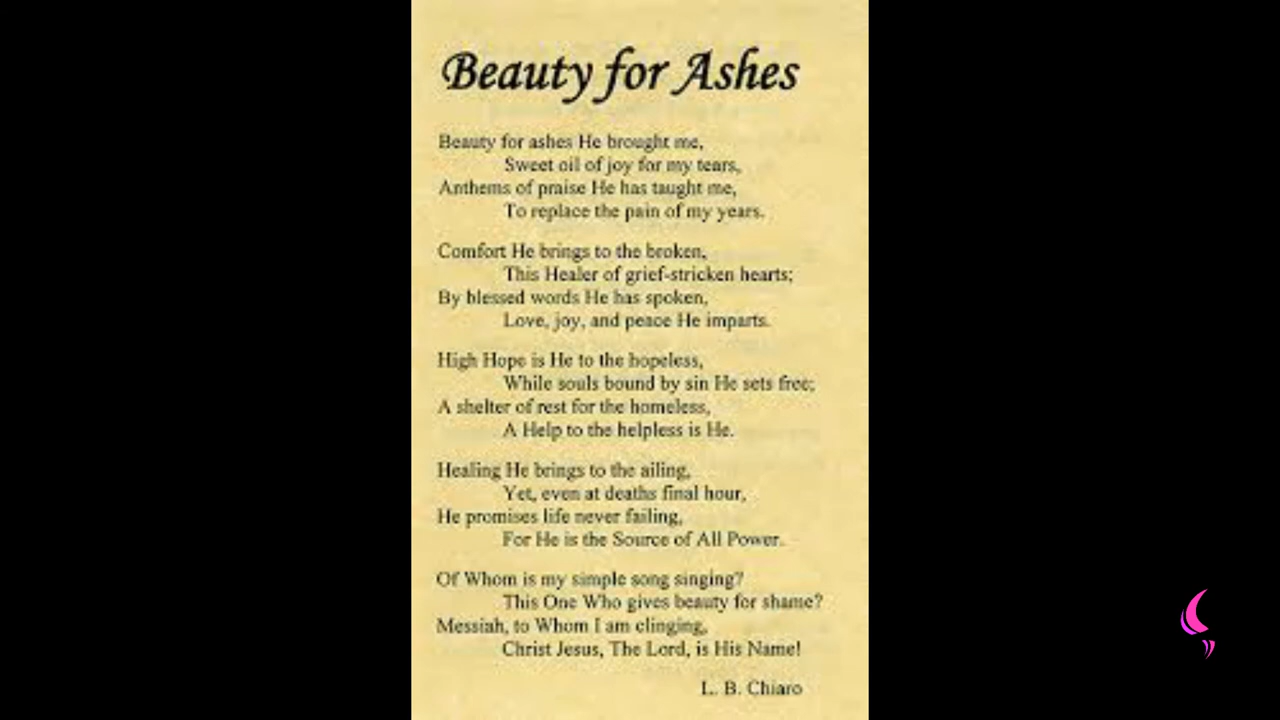 Beauty for Ashes
Beauty for ashes He brought me,
Sweet oil of joy for my tears,
Anthems of praise He has taught me,
To replace the pain of my years.
Comfort He brings to the broken,
This Healer of grief-stricken hearts;
By blessed words He has spoken,
Love, joy, and peace He imparts.
High Hope is He to the hopeless,
While souls bound by sin He sets free;
A shelter of rest for the homeless,
A Help to the helpless is He.
Healing He brings to the ailing,
Yet, even at deaths final hour,
He promises life never failing,
For He is the Source of All Power.
Of Whom is my simple song singing?
This One Who gives beauty for shame?
Messiah, to Whom I am clinging,
Christ Jesus, The Lord, is His Name!
L. B. Chiaro